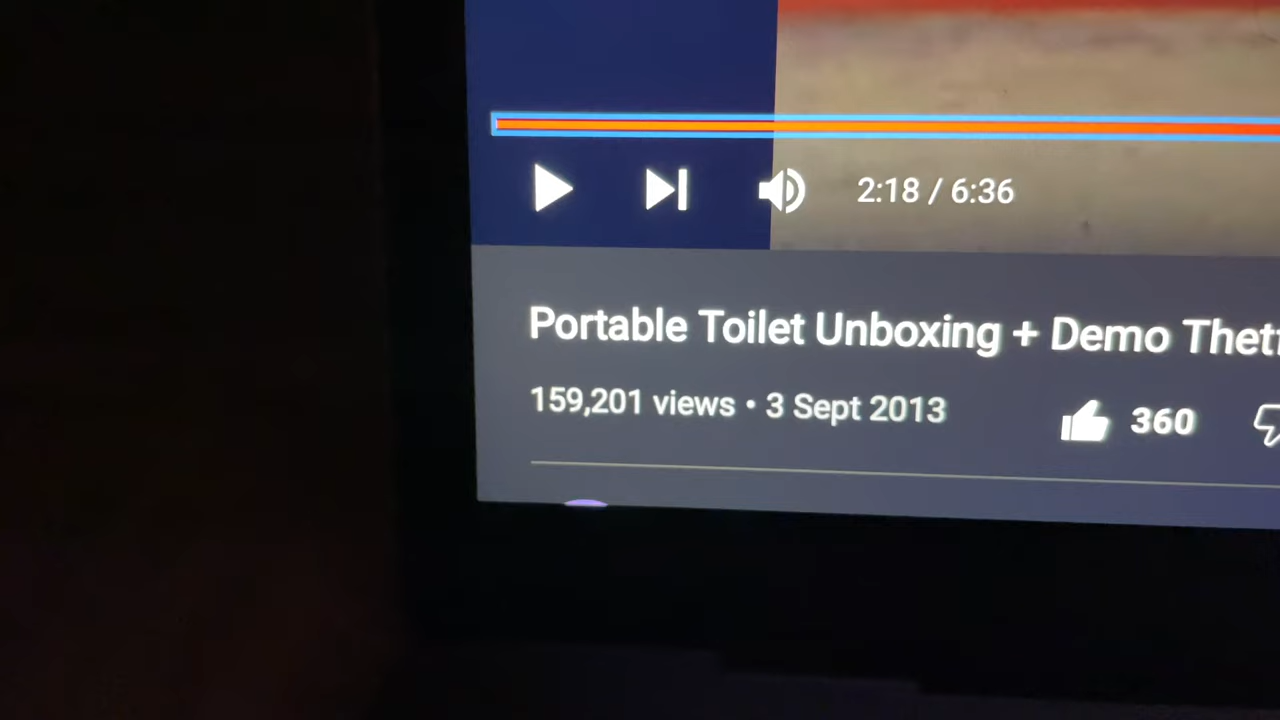 2:18 / 6:36
Portable Toilet Unboxing + Demo
159,201 views • 3 Sept 2013
360